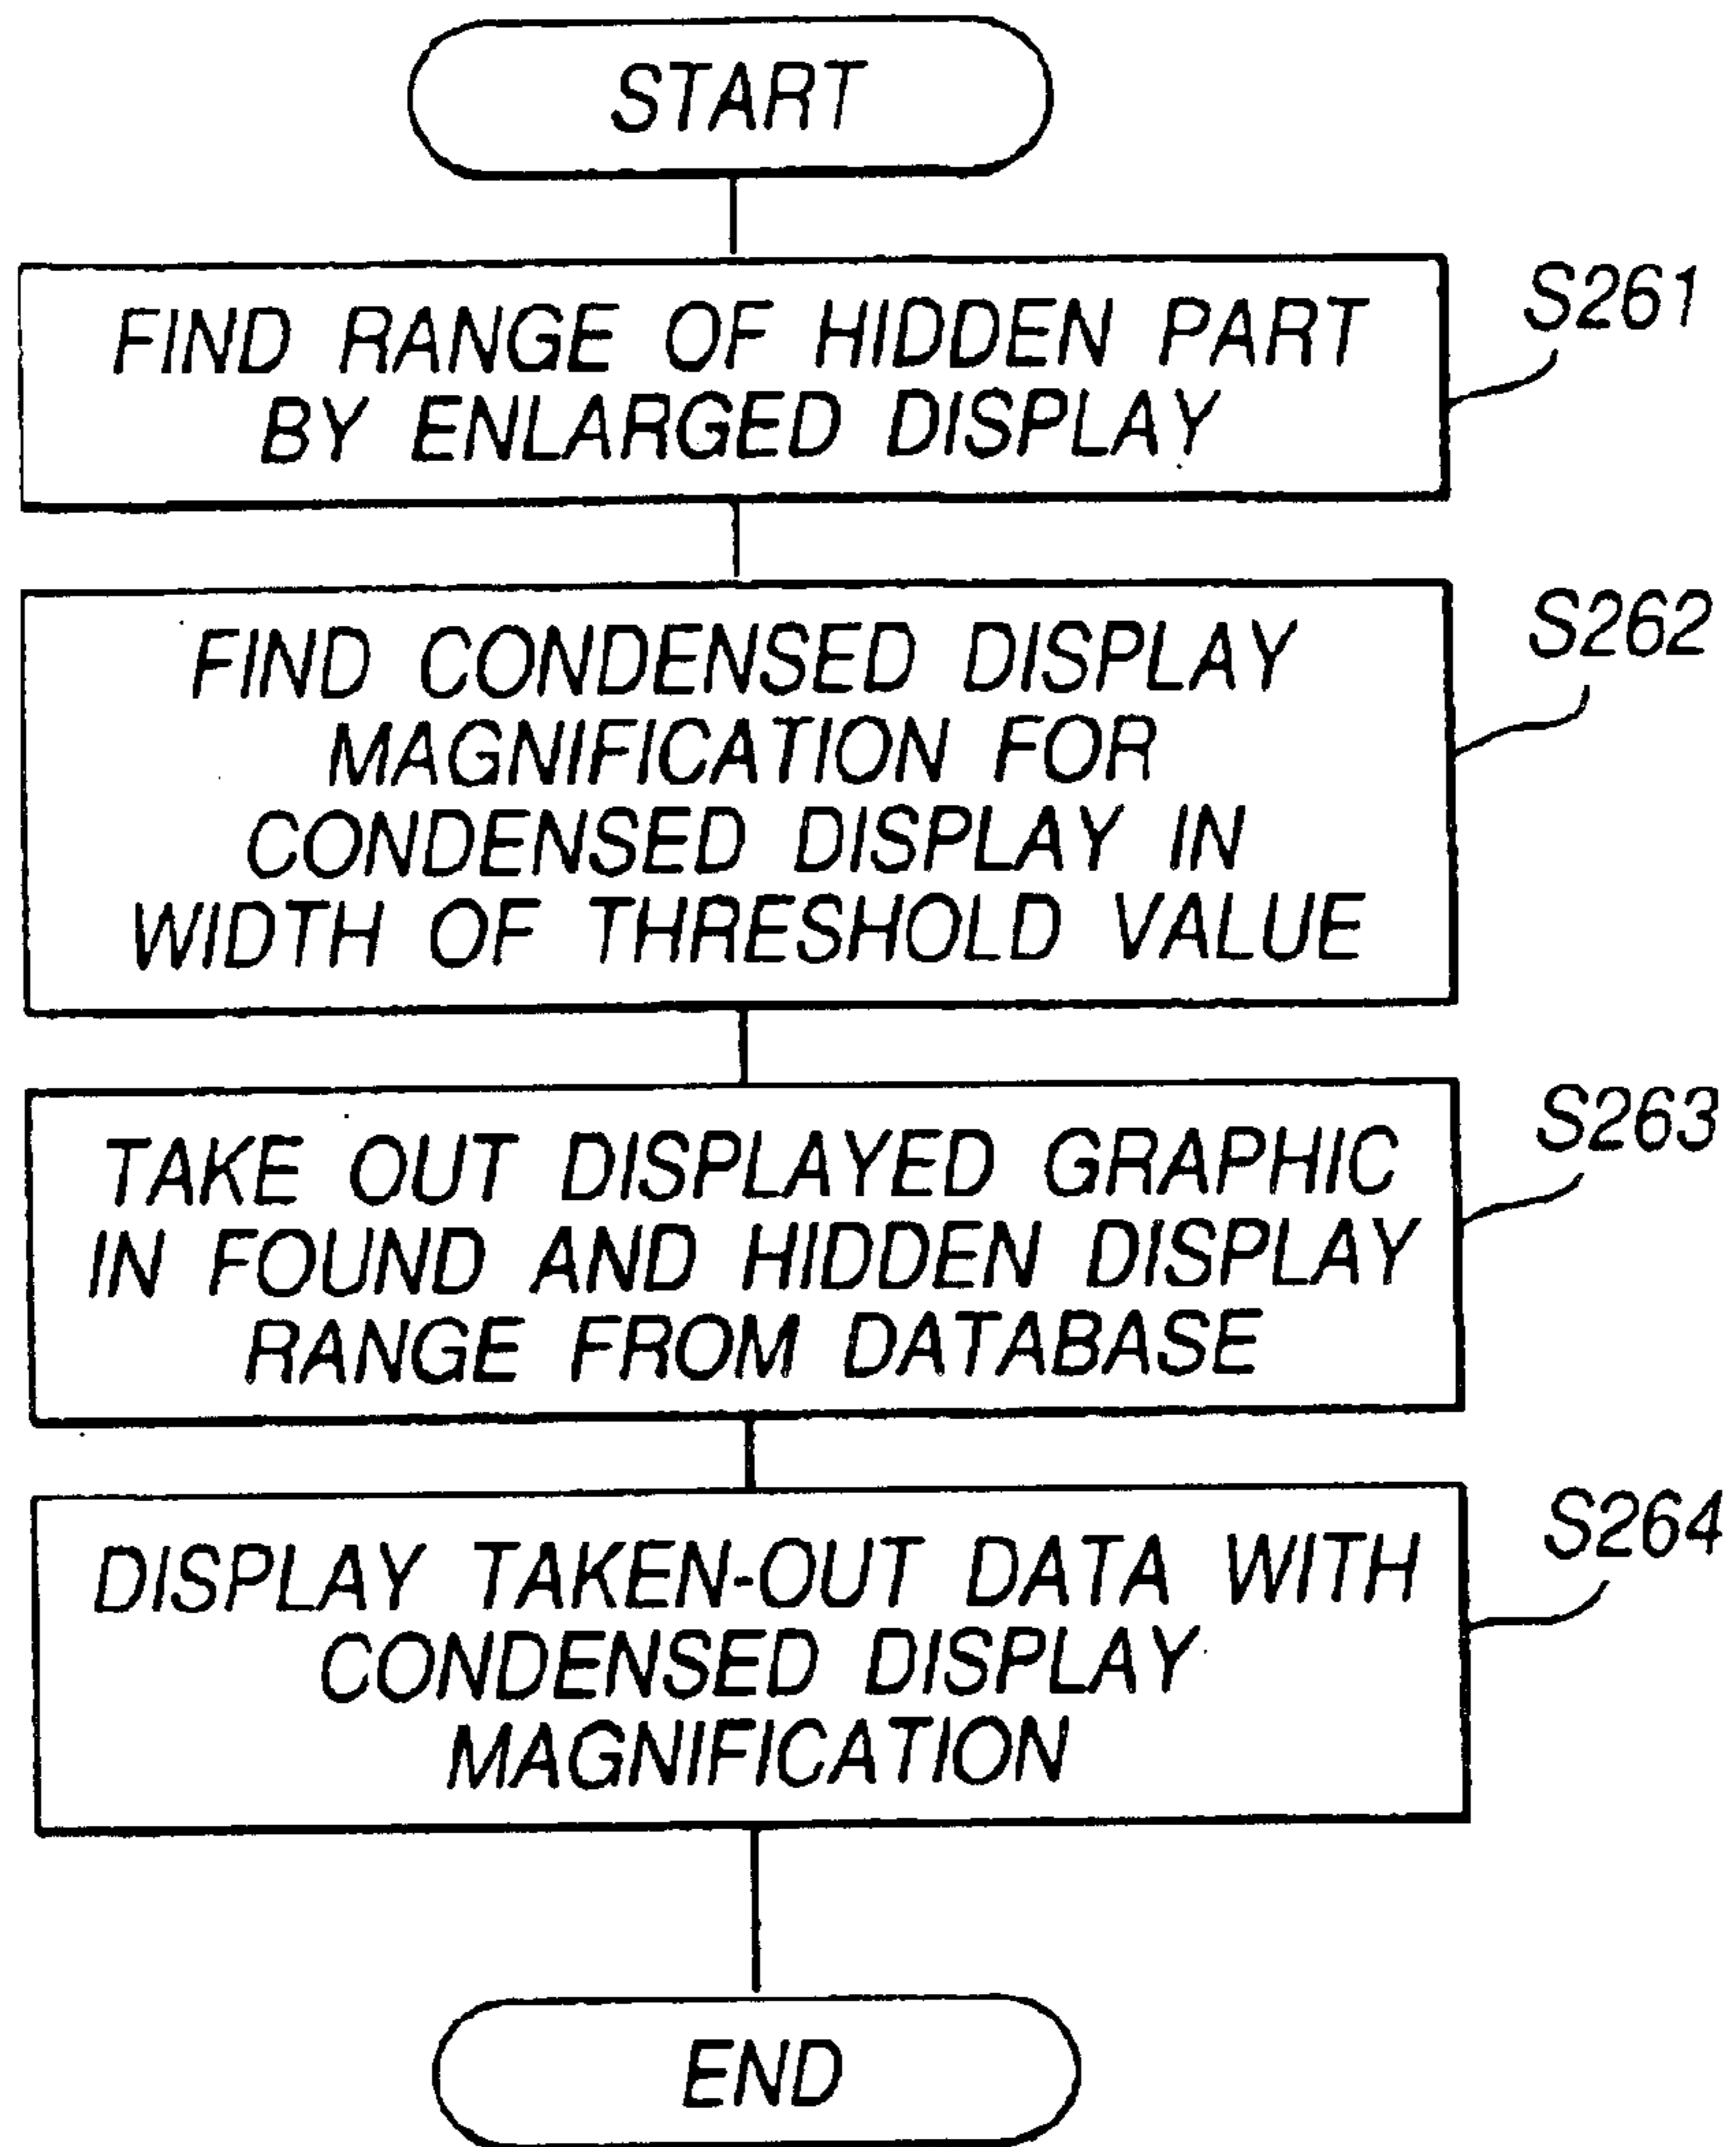 START
FIND RANGE OF HIDDEN PART
BY ENLARGED DISPLAY
S261
FIND CONDENSED DISPLAY
MAGNIFICATION FOR
CONDENSED DISPLAY IN
WIDTH OF THRESHOLD VALUE
S262
TAKE OUT DISPLAYED GRAPHIC
IN FOUND AND HIDDEN DISPLAY
RANGE FROM DATABASE
S263
DISPLAY TAKEN-OUT DATA WITH
CONDENSED DISPLAY
MAGNIFICATION
S264
END